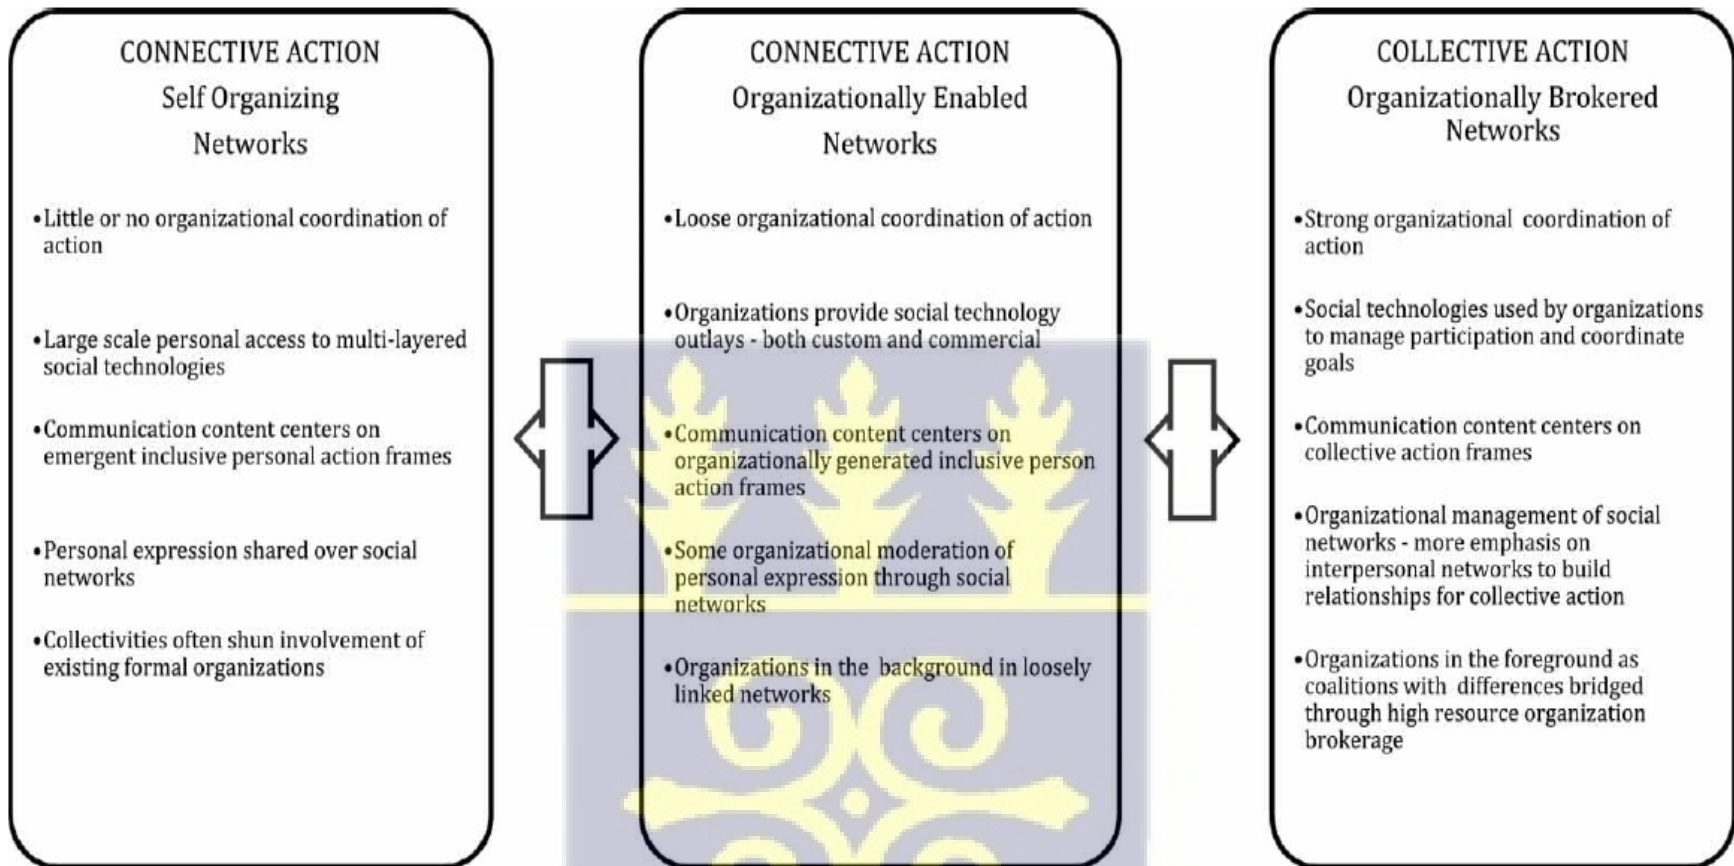 CONNECTIVE ACTION
Self Organizing
Networks
•Little or no organizational coordination of
action
•Large scale personal access to multi-layered
social technologies
•Communication content centers on
emergent inclusive personal action frames
•Personal expression shared over social
networks
•Collectivities often shun involvement of
existing formal organizations
CONNECTIVE ACTION
Organizationally Enabled
Networks
•Loose organizational coordination of action
•Organizations provide social technology
outlays - both custom and commercial
•Communication content centers on
organizationally generated inclusive person
action frames
•Some organizational moderation of
personal expression through social
networks
•Organizations in the background in loosely
linked networks
COLLECTIVE ACTION
Organizationally Brokered
Networks
•Strong organizational coordination of
action
•Social technologies used by organizations
to manage participation and coordinate
goals
•Communication content centers on
collective action frames
•Organizational management of social
networks - more emphasis on
interpersonal networks to build
relationships for collective action
•Organizations in the foreground as
coalitions with differences bridged
through high resource organization
brokerage